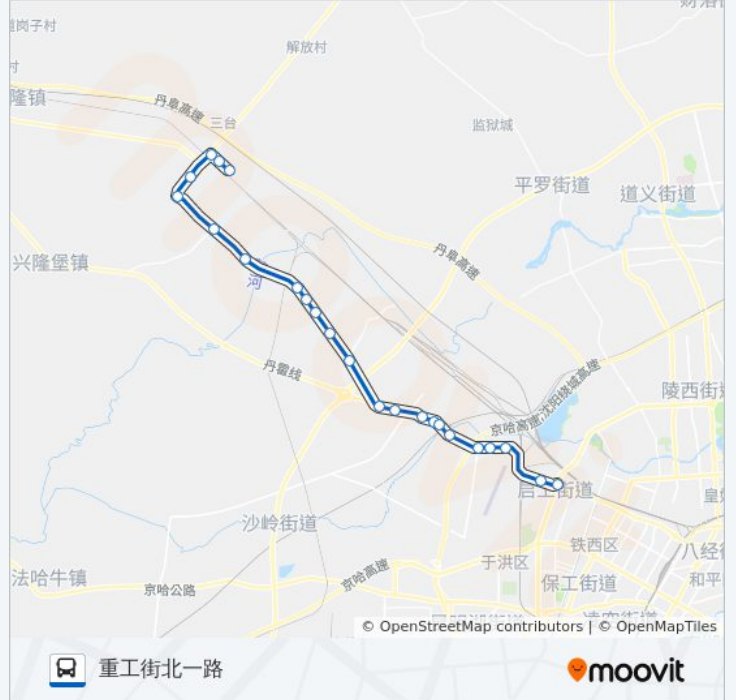 岗子村
解放村
村
隆镇
丹阜高速
三台
监狱城
平罗街道
道义街道
兴隆堡镇
河
丹阜高速
丹霍线
京哈高速;沈阳绕城高速
陵西街道
启工街道
沙岭街道
铁西区
于洪区
八经街
法哈牛镇
京哈公路
京哈高速
保工街道
和平
© OpenStreetMap contributors | © OpenMapTiles
重工街北一路
moovit